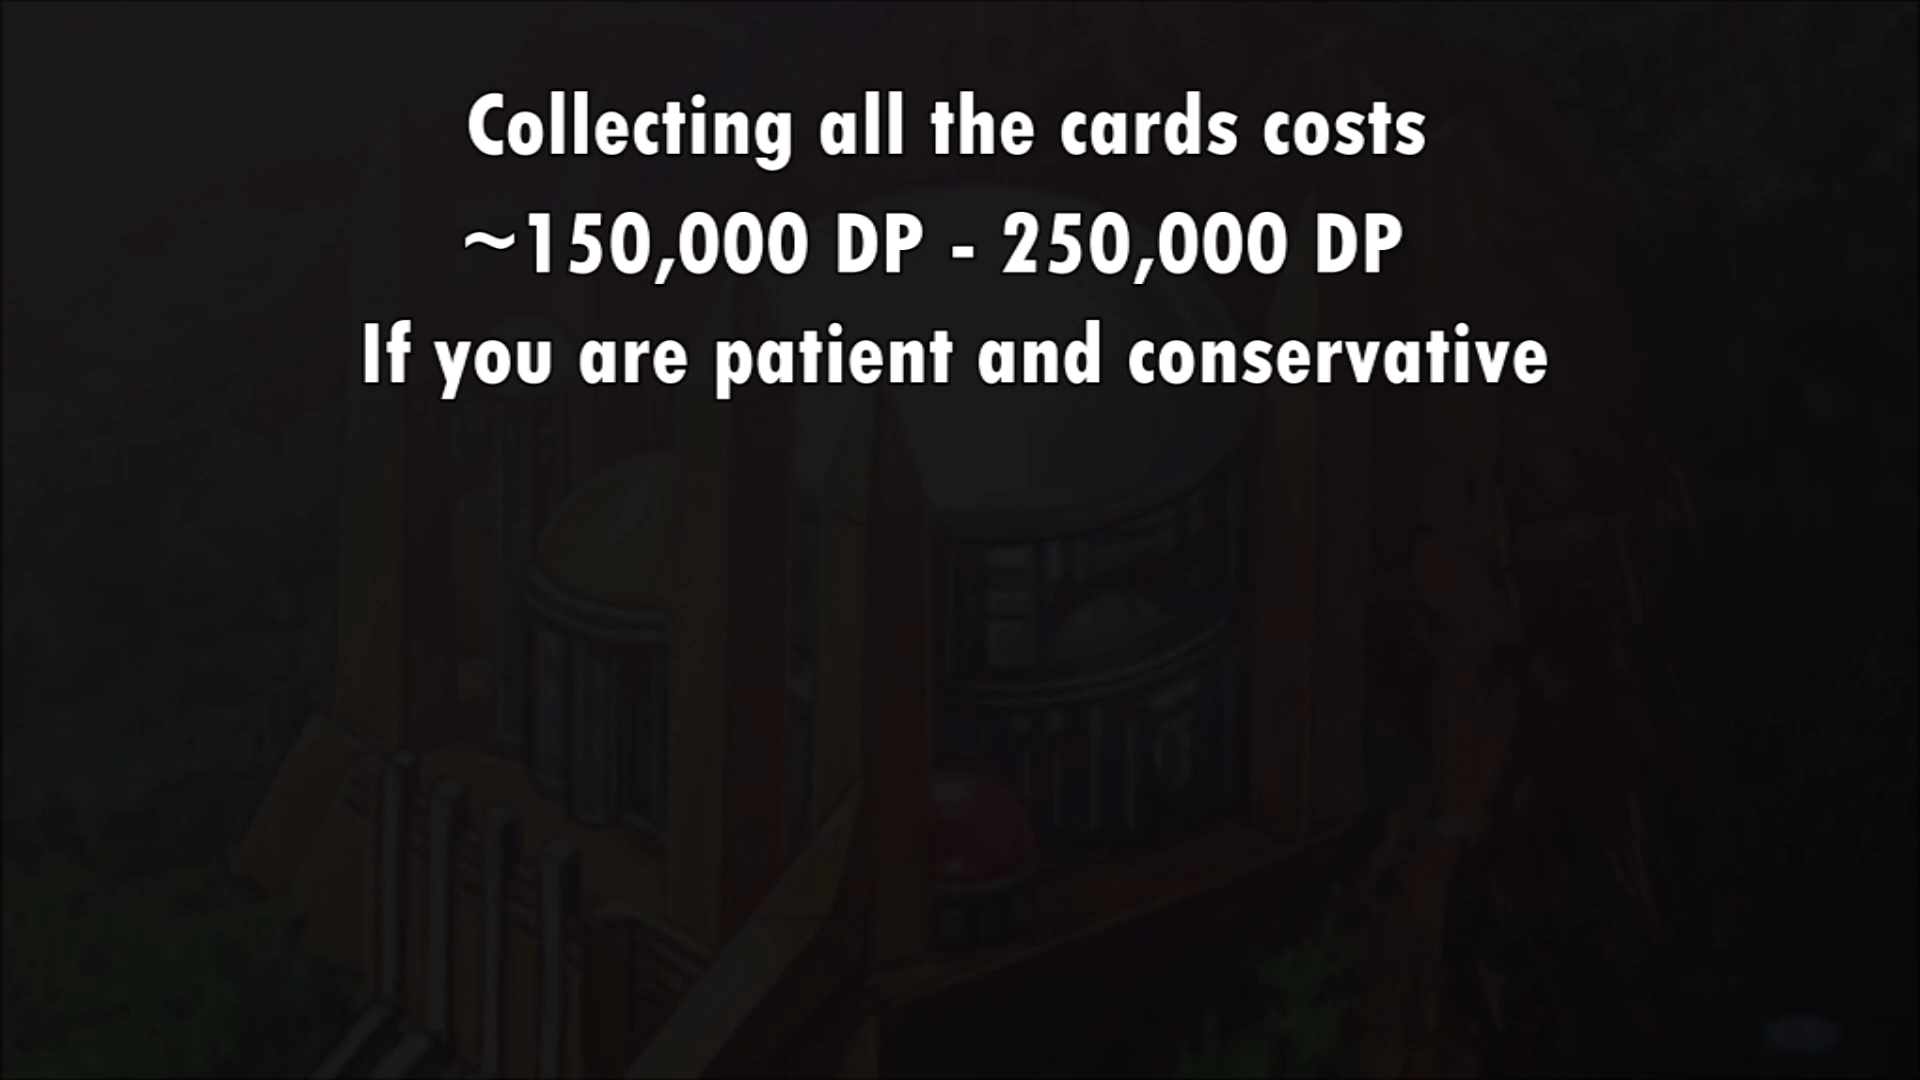 Collecting all the cards costs
~150,000 DP - 250,000 DP
If you are patient and conservative